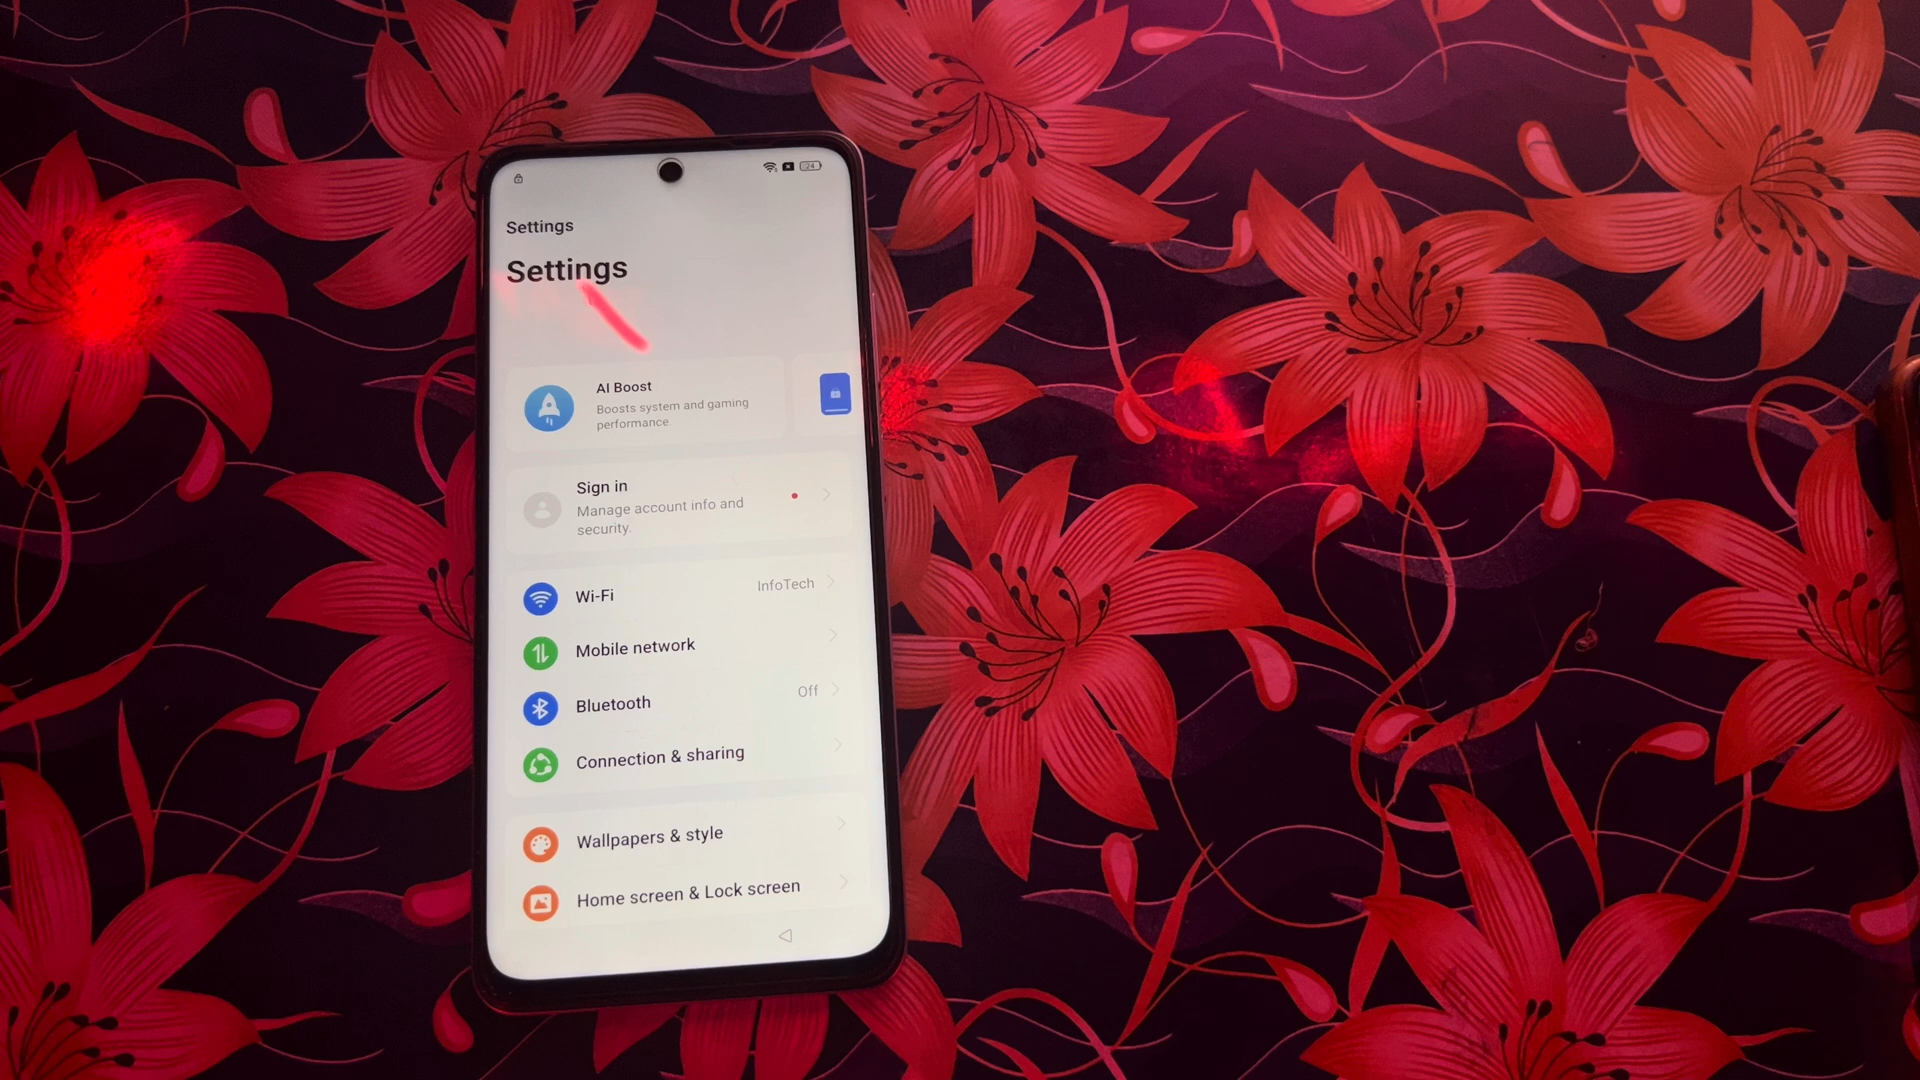 24
Settings
Settings
AI Boost
Boosts system and gaming
performance.
Sign in
Manage account info and
security.
Wi-Fi InfoTech
Mobile network
Bluetooth Off
Connection & sharing
Wallpapers & style
Home screen & Lock screen